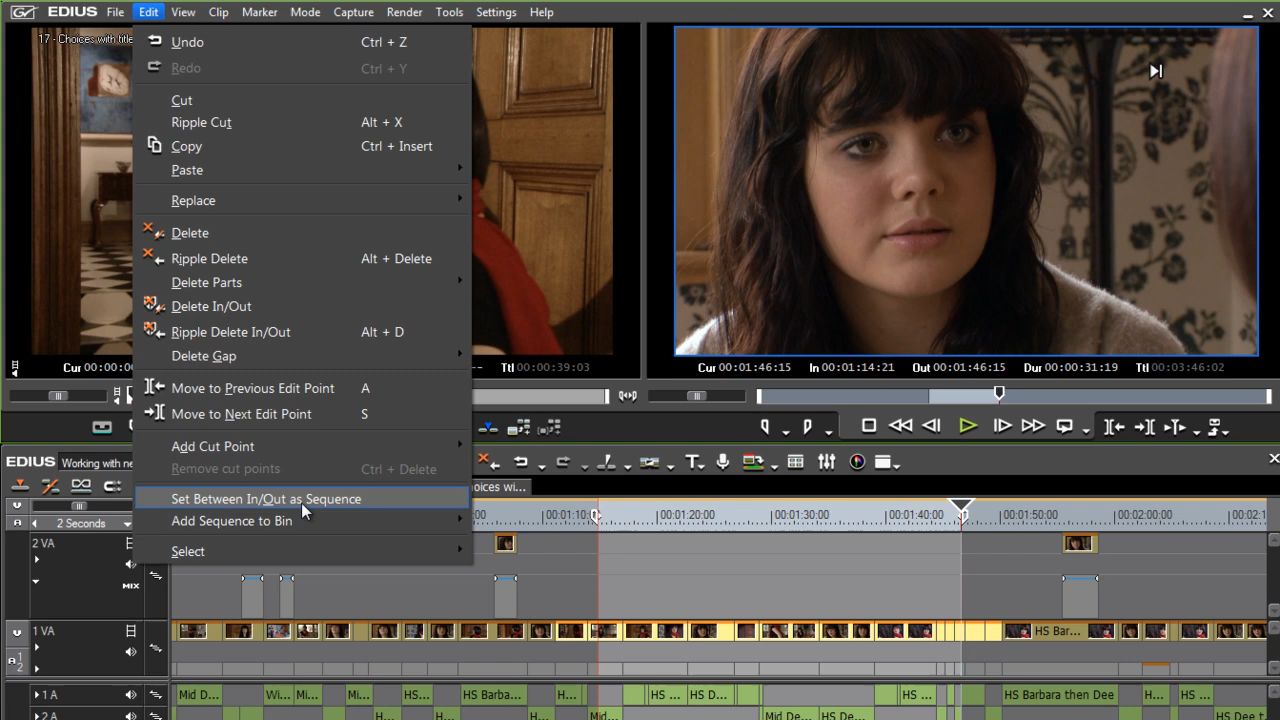 EDIUS File Edit View Clip Marker Mode Capture Render Tools Settings Help
17 - Choices with title
Undo Ctrl + Z
Redo Ctrl + Y
Cut
Ripple Cut Alt + X
Copy Ctrl + Insert
Paste
Replace
Delete
Ripple Delete Alt + Delete
Delete Parts
Delete In/Out
Ripple Delete In/Out Alt + D
Delete Gap
Move to Previous Edit Point A
Move to Next Edit Point S
Add Cut Point
Remove cut points Ctrl + Delete
Set Between In/Out as Sequence
Add Sequence to Bin
Select
Cur 00:00:0 --- Ttl 00:00:39:03
Cur 00:01:46:15 In 00:01:14:21 Out 00:01:46:15 Dur 00:00:31:19 Ttl 00:03:46:02
EDIUS Working with ne
oices wi...
2 Seconds
:00 00:01:10: 00:01:20:00 00:01:30:00 00:01:40:00 00:01:50:00 00:02:00:00 00:02:1
2 VA
MIX
1 VA
HS Bar...
A 1
2
1 A
Mid D... Wi... Mi... Mi... HS... HS Barba... H... HS ... HS D... HS ... HS Barbara then Dee H... HS ...
2 A
H... H... H... Mid... Mid De... HS De... HS Dee t